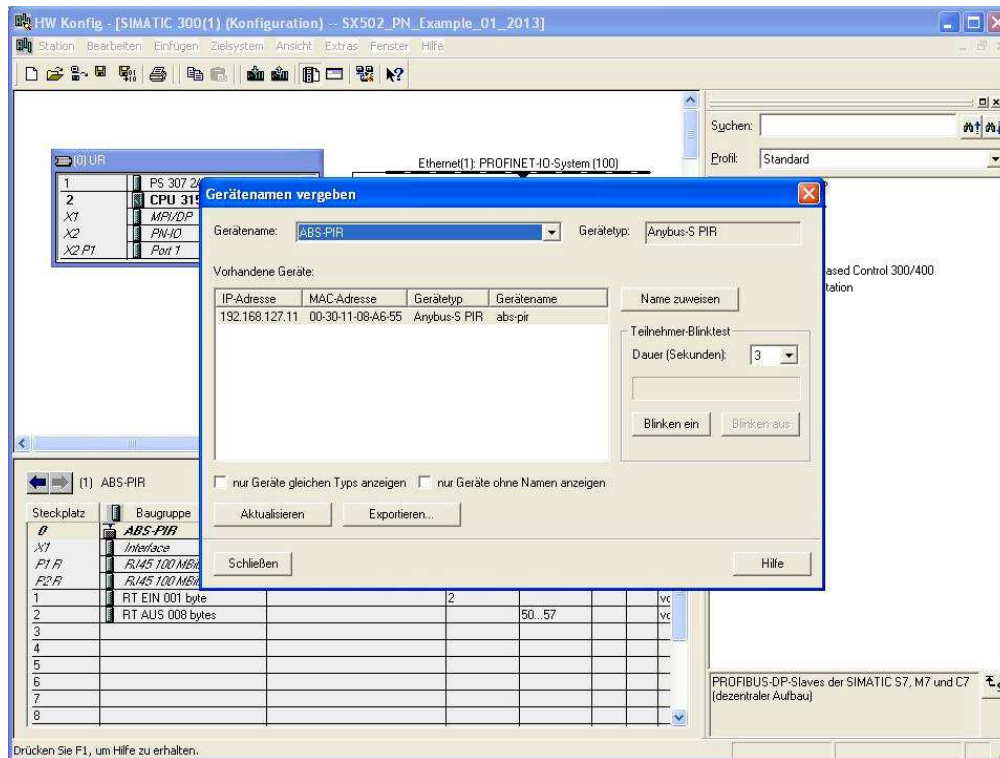 HW Konfig - [SIMATIC 300(1) (Konfiguration) -- SX502_PN_Example_01_2013]
Station Bearbeiten Einfügen Zielsystem Ansicht Extras Fenster Hilfe
Suchen:
Profil: Standard
(0) UR
Ethernet(1): PROFINET-IO-System (100)
1 PS 307 2
2 CPU 315
X1 MPI/DP
X2 PN-IO
X2 P1 Port 1
ased Control 300/400
tation
Gerätenamen vergeben
Gerätename: ABS-PIR Gerätetyp: Anybus-S PIR
Vorhandene Geräte:
IP-Adresse MAC-Adresse Gerätetyp Gerätename
192.168.127.11 00-30-11-08-A6-55 Anybus-S PIR abs-pir
Name zuweisen
Teilnehmer-Blinktest
Dauer (Sekunden): 3
Blinken ein Blinken aus
nur Geräte gleichen Typs anzeigen nur Geräte ohne Namen anzeigen
Aktualisieren Exportieren...
Schließen Hilfe
(1) ABS-PIR
Steckplatz Baugruppe
0 ABS-PIR
X1 Interface
P1 R RJ45 100 MBit
P2 R RJ45 100 MBit
1 RT EIN 001 byte 2 vo
2 RT AUS 008 bytes 50...57 vo
3
4
5
6
7
8
PROFIBUS-DP-Slaves der SIMATIC S7, M7 und C7
(dezentraler Aufbau)
Drücken Sie F1, um Hilfe zu erhalten.